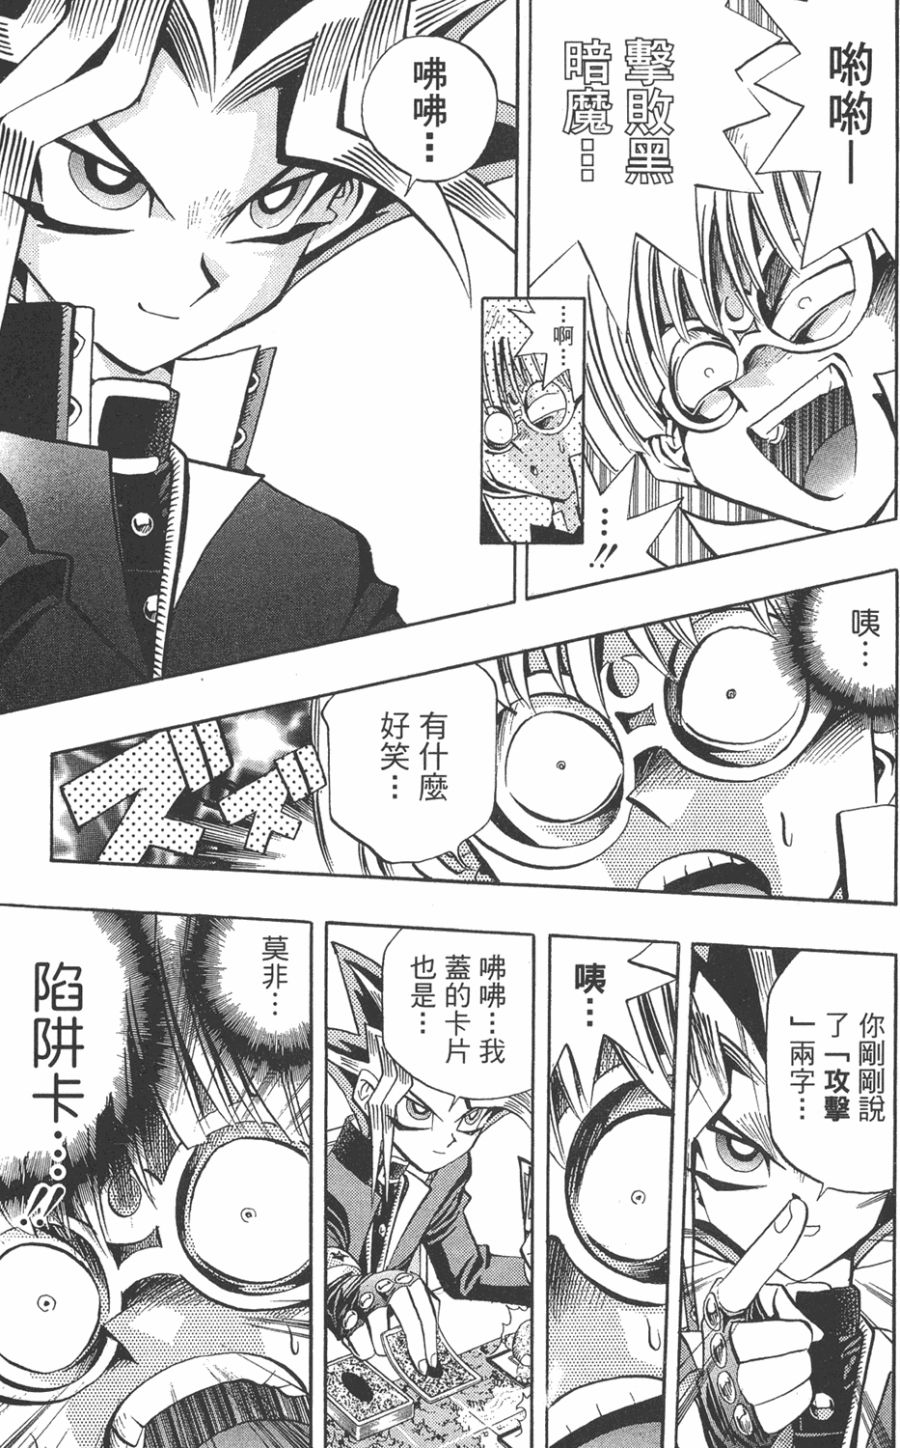 喲喲—
擊敗黑
暗魔…
…啊…
…!!
咈咈…
咦…
有什麼
好笑…
你剛剛說
了「攻擊
」兩字…
咦…
咈咈…我
蓋的卡片
也是…
莫非…
陷阱卡…!!